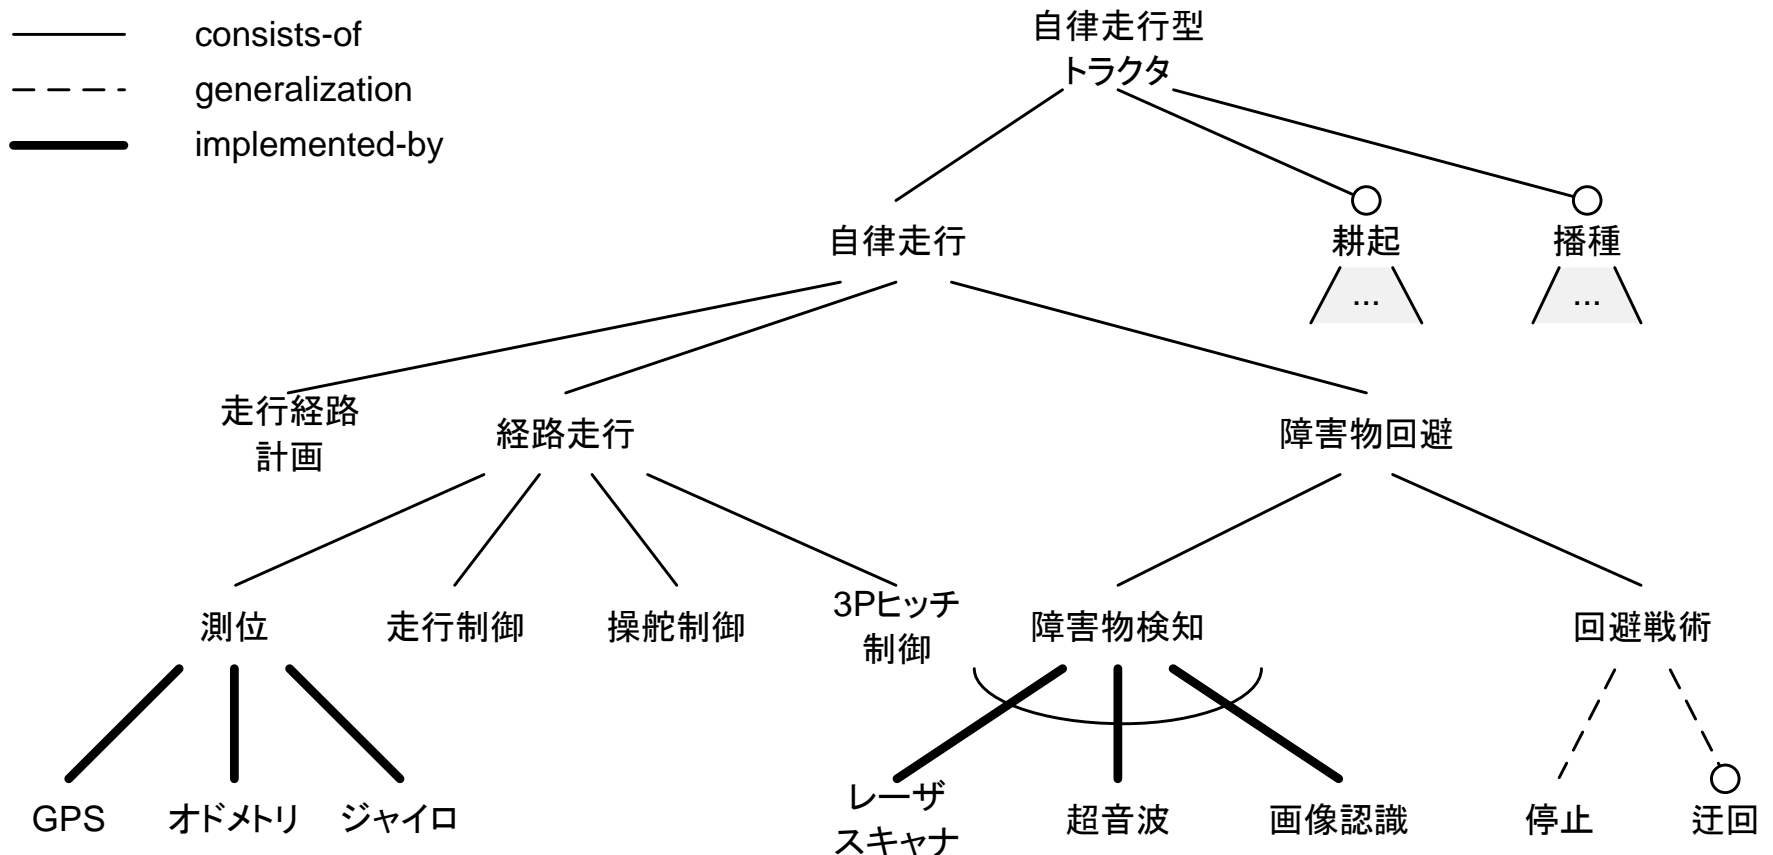 consists-of
generalization
implemented-by
自律走行型
トラクタ
自律走行
耕起
播種
...
...
走行経路
計画
経路走行
障害物回避
測位
走行制御
操舵制御
3Pヒッチ
制御
障害物検知
回避戦術
GPS
オドメトリ
ジャイロ
レーザ
スキャナ
超音波
画像認識
停止
迂回